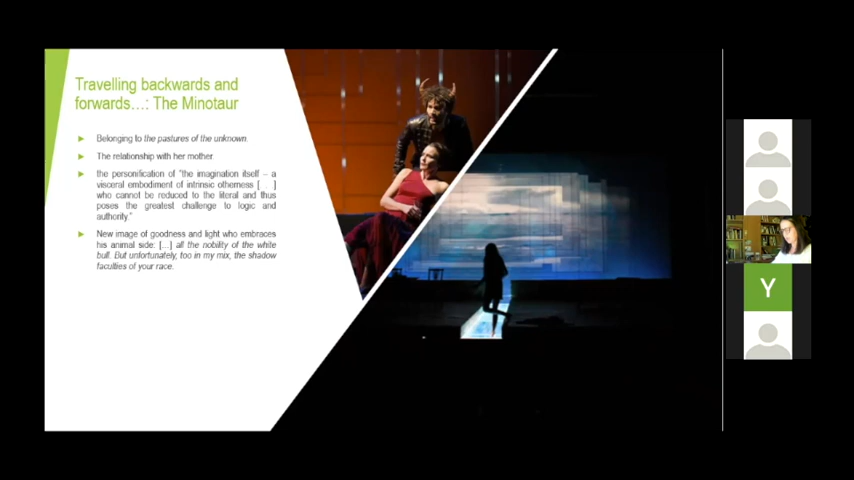 Travelling backwards and
forwards…: The Minotaur
Belonging to the pastures of the unknown.
The relationship with her mother.
the personification of "the imagination itself – a
visceral embodiment of intrinsic otherness [ … ]
who cannot be reduced to the literal and thus
poses the greatest challenge to logic and
authority."
New image of goodness and light who embraces
his animal side: […] all the nobility of the white
bull. But unfortunately, too in my mix, the shadow
faculties of your race.
Y